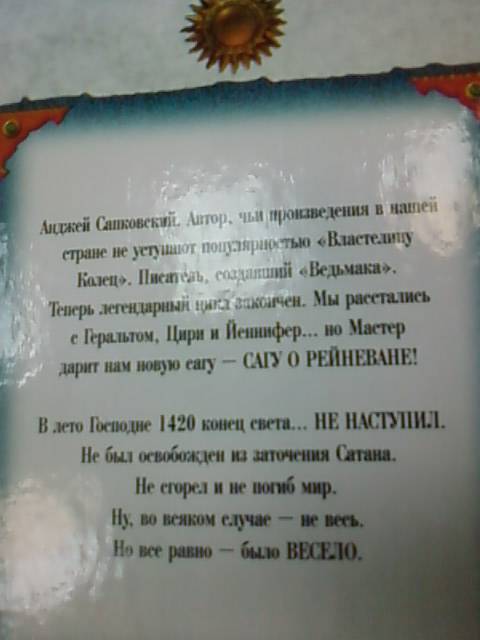 Анджей Сапковский. Автор, чьи произведения в нашей
стране не уступают популярностью «Властелину
Колец». Писатель, создавший «Ведьмака».
Теперь легендарный цикл закончен. Мы расстались
с Геральтом, Цири и Йеннифер... но Мастер
дарит нам новую сагу — САГУ О РЕЙНЕВАНЕ!
В лето Господне 1420 конец света... НЕ НАСТУПИЛ.
Не был освобожден из заточения Сатана.
Не сгорел и не погиб мир.
Ну, во всяком случае — не весь.
Но все равно — было ВЕСЕЛО.